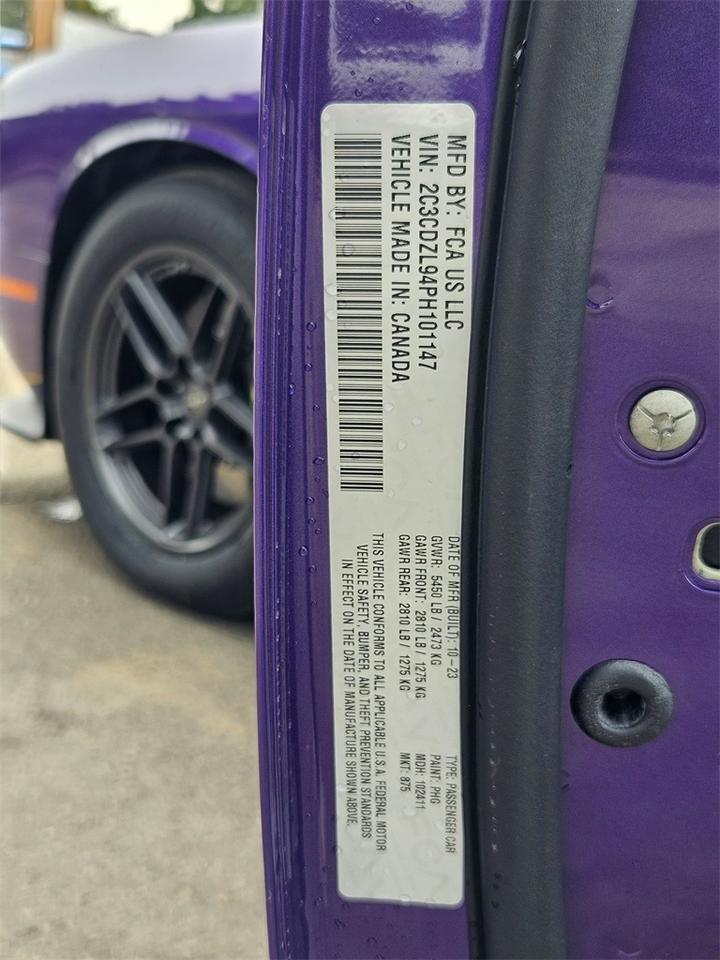 MFD BY: FCA US LLC
VIN: 2C3CDZL94PH101147
VEHICLE MADE IN: CANADA
DATE OF MFR (BUILT): 10-23
GVWR: 5450 LB / 2473 KG
GAWR FRONT: 2810 LB / 1275 KG
GAWR REAR: 2810 LB / 1275 KG
TYPE: PASSENGER CAR
PAINT: PHG
MDH: 102411
MKT: 875
THIS VEHICLE CONFORMS TO ALL APPLICABLE U.S.A. FEDERAL MOTOR
VEHICLE SAFETY, BUMPER, AND THEFT PREVENTION STANDARDS
IN EFFECT ON THE DATE OF MANUFACTURE SHOWN ABOVE.